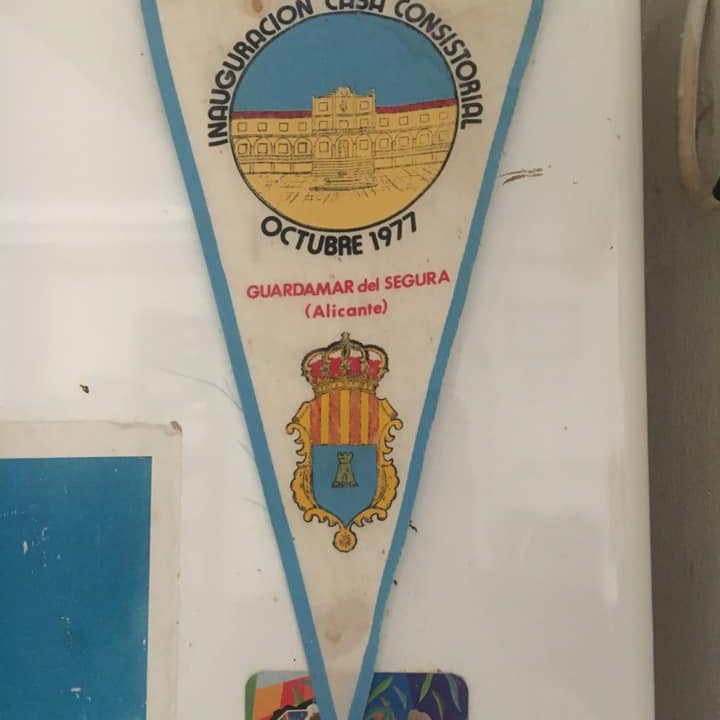 INAUGURACION CASA CONSISTORIAL
OCTUBRE 1977
GUARDAMAR del SEGURA
(Alicante)